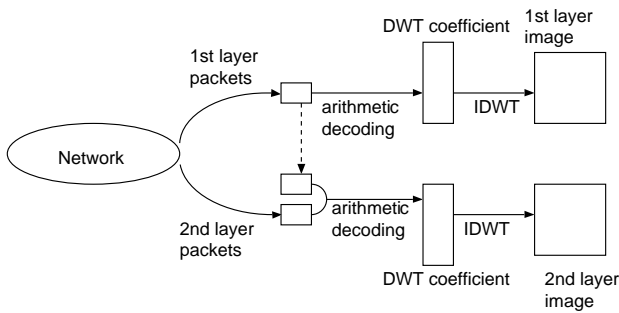 DWT coefficient
1st layer
image
1st layer
packets
arithmetic
decoding
IDWT
Network
2nd layer
packets
arithmetic
decoding
IDWT
DWT coefficient
2nd layer
image